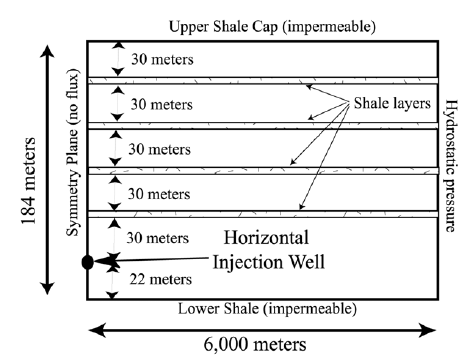 Upper Shale Cap (impermeable)
184 meters
Symmetry Plane (no flux)
30 meters
30 meters
Shale layers
30 meters
30 meters
30 meters
Horizontal
Injection Well
22 meters
Hydrostatic pressure
Lower Shale (impermeable)
6,000 meters